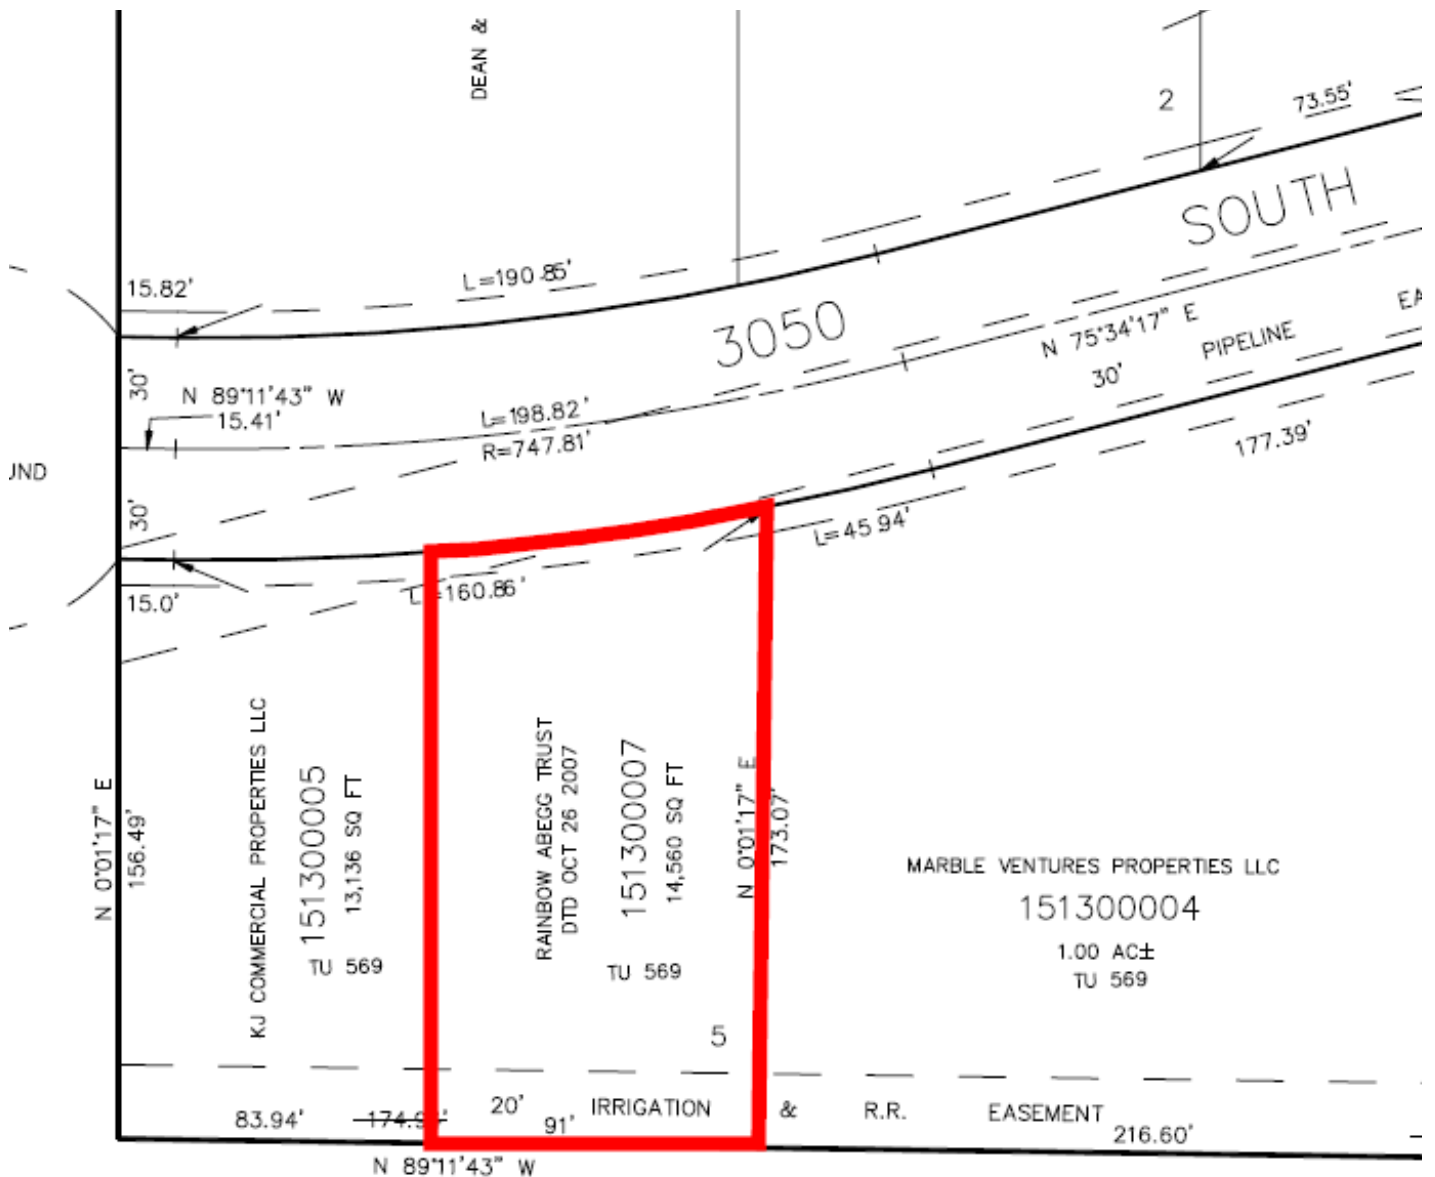 DEAN &
2
73.55'
SOUTH
15.82'
L=190.85'
3050
N 75°34'17" E
PIPELINE
30'
30'
N 89°11'43" W
15.41'
L=198.82'
R=747.81'
177.39'
30'
L=45.94'
15.0'
160.86'
N 0°01'17" E
156.49'
KJ COMMERCIAL PROPERTIES LLC
151300005
13,136 SQ FT
TU 569
RAINBOW ABEGG TRUST
DTD OCT 26 2007
151300007
14,560 SQ FT
TU 569
N 0°01'17" E
173.07'
MARBLE VENTURES PROPERTIES LLC
151300004
1.00 AC±
TU 569
5
83.94'
20' IRRIGATION & R.R. EASEMENT
91'
216.60'
N 89°11'43" W